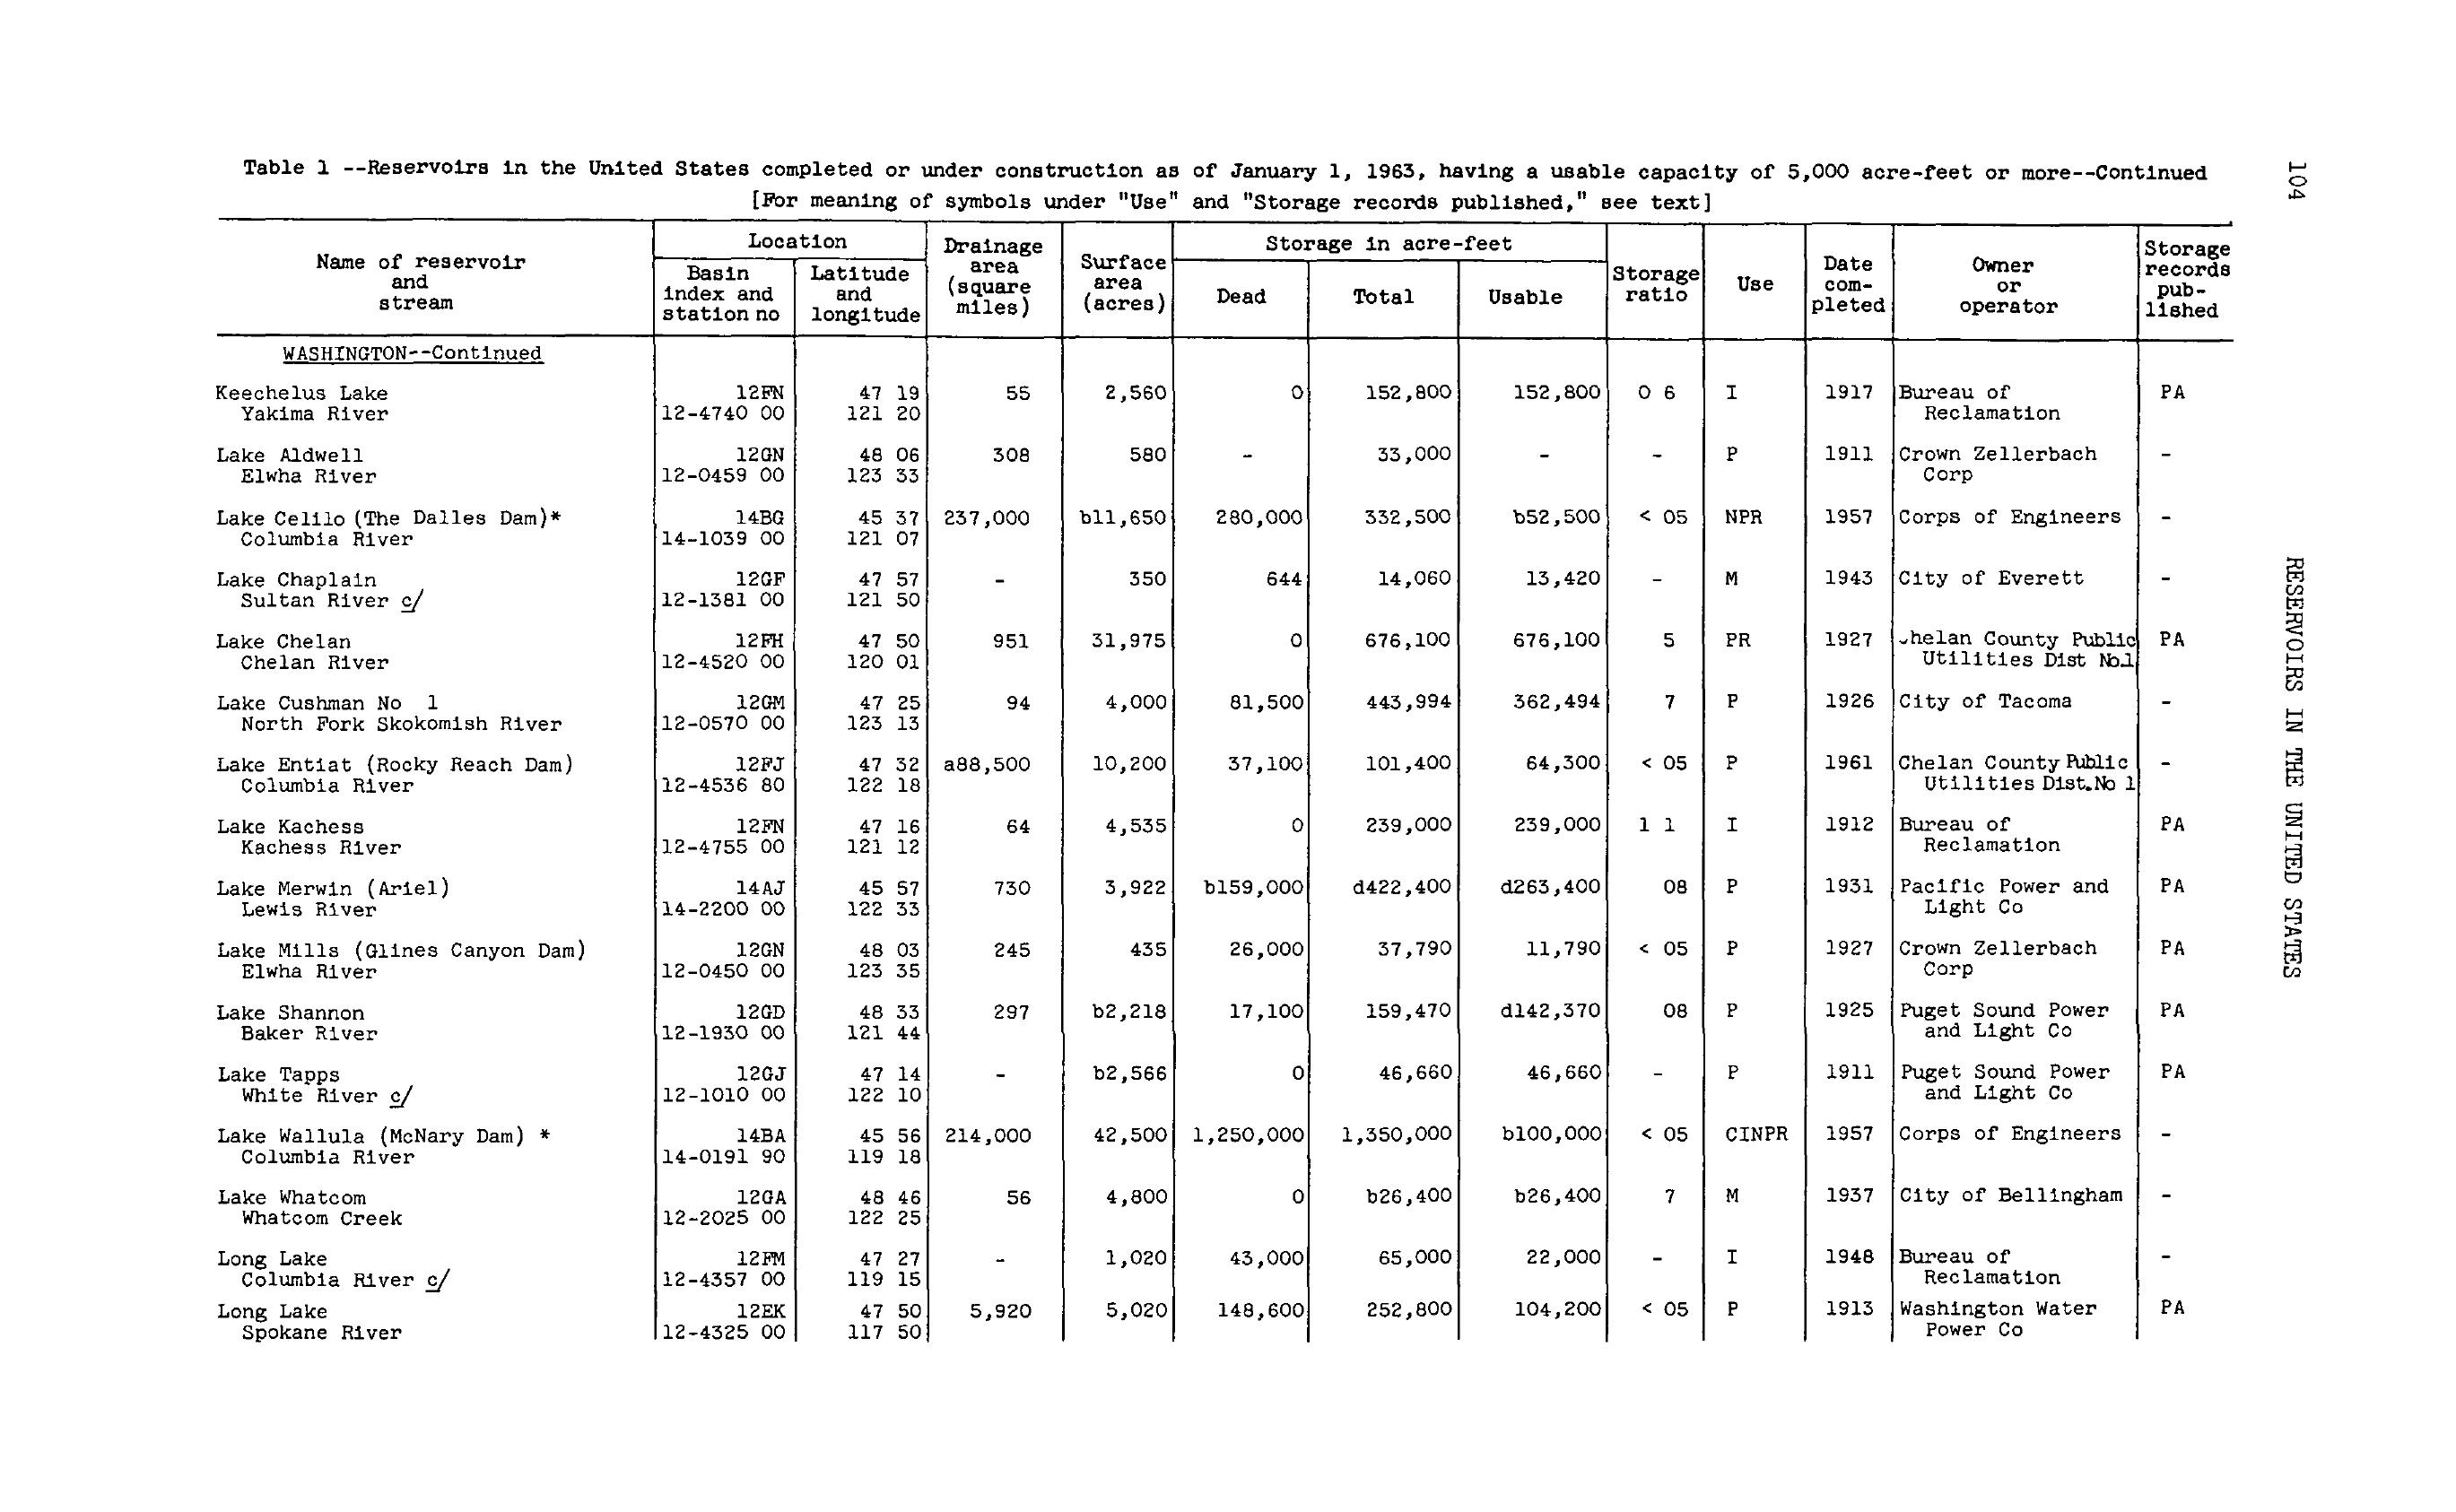 104
RESERVOIRS IN THE UNITED STATES
Table 1 --Reservoirs in the United States completed or under construction as of January 1, 1963, having a usable capacity of 5,000 acre-feet or more--Continued
[For meaning of symbols under "Use" and "Storage records published," see text]
Name of reservoir and stream | Location | Drainage area (square miles) | Surface area (acres) | Storage in acre-feet | Storage ratio | Use | Date com- pleted | Owner or operator | Storage records pub- lished
Basin index and station no | Latitude and longitude | Dead | Total | Usable
WASHINGTON--Continued
Keechelus Lake 12FN 47 19 55 2,560 0 152,800 152,800 0 6 I 1917 Bureau of PA
Yakima River 12-4740 00 121 20 Reclamation
Lake Aldwell 12GN 48 06 308 580 - 33,000 - - P 1911 Crown Zellerbach -
Elwha River 12-0459 00 123 33 Corp
Lake Celilo (The Dalles Dam)* 14BG 45 37 237,000 b11,650 280,000 332,500 b52,500 < 05 NPR 1957 Corps of Engineers -
Columbia River 14-1039 00 121 07
Lake Chaplain 12GF 47 57 - 350 644 14,060 13,420 - M 1943 City of Everett -
Sultan River c/ 12-1381 00 121 50
Lake Chelan 12FH 47 50 951 31,975 0 676,100 676,100 5 PR 1927 helan County Public PA
Chelan River 12-4520 00 120 01 Utilities Dist No.1
Lake Cushman No 1 12GM 47 25 94 4,000 81,500 443,994 362,494 7 P 1926 City of Tacoma -
North Fork Skokomish River 12-0570 00 123 13
Lake Entiat (Rocky Reach Dam) 12FJ 47 32 a88,500 10,200 37,100 101,400 64,300 < 05 P 1961 Chelan County Public -
Columbia River 12-4536 80 122 18 Utilities Dist.No 1
Lake Kachess 12FN 47 16 64 4,535 0 239,000 239,000 1 1 I 1912 Bureau of PA
Kachess River 12-4755 00 121 12 Reclamation
Lake Merwin (Ariel) 14AJ 45 57 730 3,922 b159,000 d422,400 d263,400 08 P 1931 Pacific Power and PA
Lewis River 14-2200 00 122 33 Light Co
Lake Mills (Glines Canyon Dam) 12GN 48 03 245 435 26,000 37,790 11,790 < 05 P 1927 Crown Zellerbach PA
Elwha River 12-0450 00 123 35 Corp
Lake Shannon 12GD 48 33 297 b2,218 17,100 159,470 d142,370 08 P 1925 Puget Sound Power PA
Baker River 12-1930 00 121 44 and Light Co
Lake Tapps 12GJ 47 14 - b2,566 0 46,660 46,660 - P 1911 Puget Sound Power PA
White River c/ 12-1010 00 122 10 and Light Co
Lake Wallula (McNary Dam) * 14BA 45 56 214,000 42,500 1,250,000 1,350,000 b100,000 < 05 CINPR 1957 Corps of Engineers -
Columbia River 14-0191 90 119 18
Lake Whatcom 12GA 48 46 56 4,800 0 b26,400 b26,400 7 M 1937 City of Bellingham -
Whatcom Creek 12-2025 00 122 25
Long Lake 12FM 47 27 - 1,020 43,000 65,000 22,000 - I 1948 Bureau of -
Columbia River c/ 12-4357 00 119 15 Reclamation
Long Lake 12EK 47 50 5,920 5,020 148,600 252,800 104,200 < 05 P 1913 Washington Water PA
Spokane River 12-4325 00 117 50 Power Co